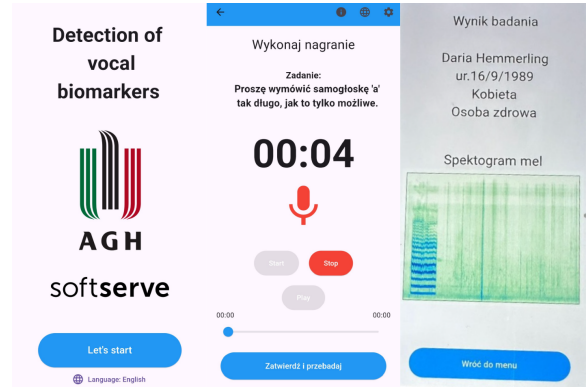 Detection of
vocal
biomarkers
AGH
softserve
Let's start
Language: English
Wykonaj nagranie
Zadanie:
Proszę wymówić samogłoskę 'a'
tak długo, jak to tylko możliwe.
00:04
Start
Stop
Play
00:00
00:00
Zatwierdź i przebadaj
Wynik badania
Daria Hemmerling
ur.16/9/1989
Kobieta
Osoba zdrowa
Spektogram mel
Wróć do menu